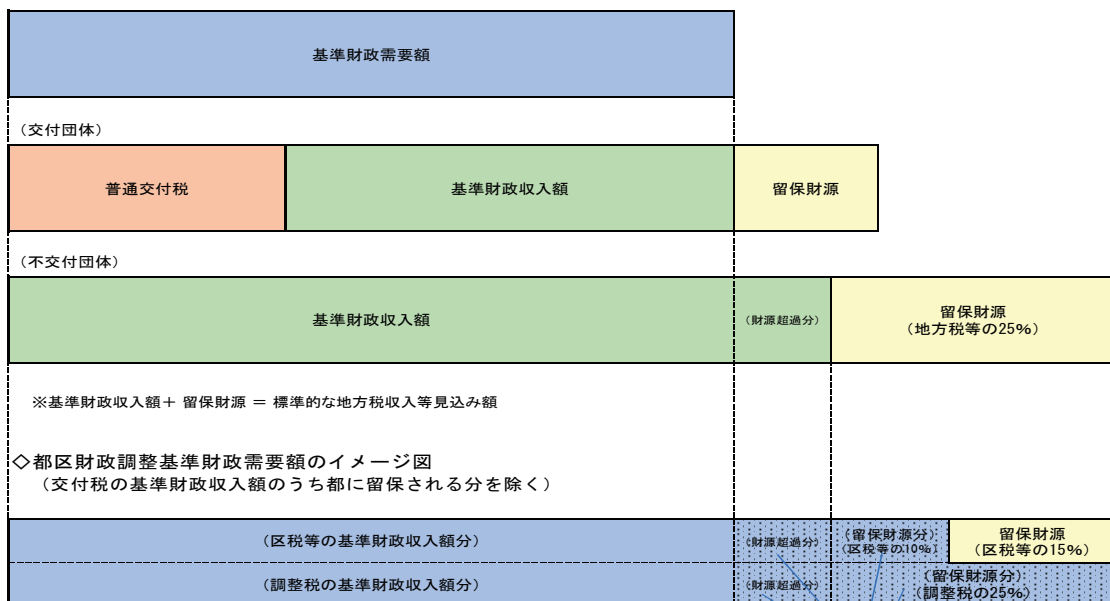 基準財政需要額
（交付団体）
普通交付税
基準財政収入額
留保財源
（不交付団体）
基準財政収入額
（財源超過分）
留保財源
（地方税等の25％）
※基準財政収入額＋ 留保財源 ＝ 標準的な地方税収入等見込み額
◇都区財政調整基準財政需要額のイメージ図
（交付税の基準財政収入額のうち都に留保される分を除く）
（区税等の基準財政収入額分）
（財源超過分）
（留保財源分）
（区税等の10％）
留保財源
（区税等の15％）
（調整税の基準財政収入額分）
（財源超過分）
（留保財源分）
（調整税の25％）